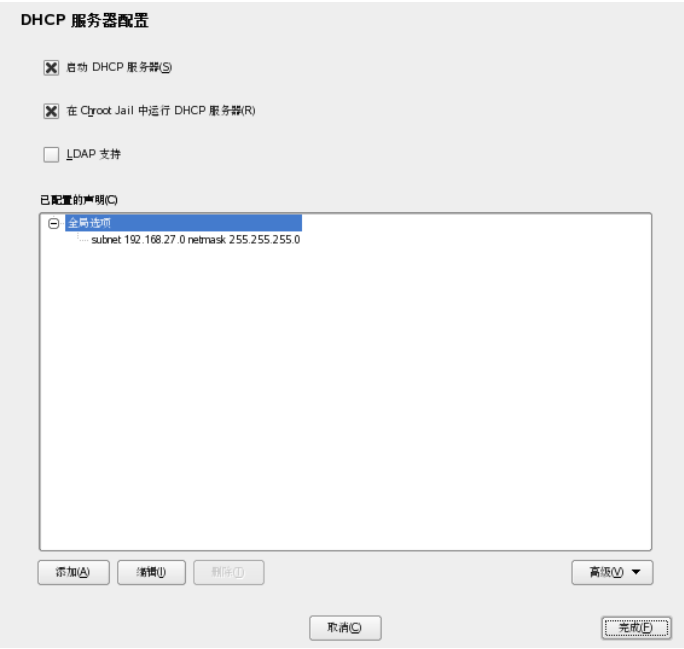 DHCP 服务器配置
启动 DHCP 服务器(S)
在 Chroot Jail 中运行 DHCP 服务器(R)
LDAP 支持
已配置的声明(C)
全局选项
subnet 192.168.27.0 netmask 255.255.255.0
添加(A) 编辑(I) 删除(T) 高级(V)
取消(C) 完成(F)